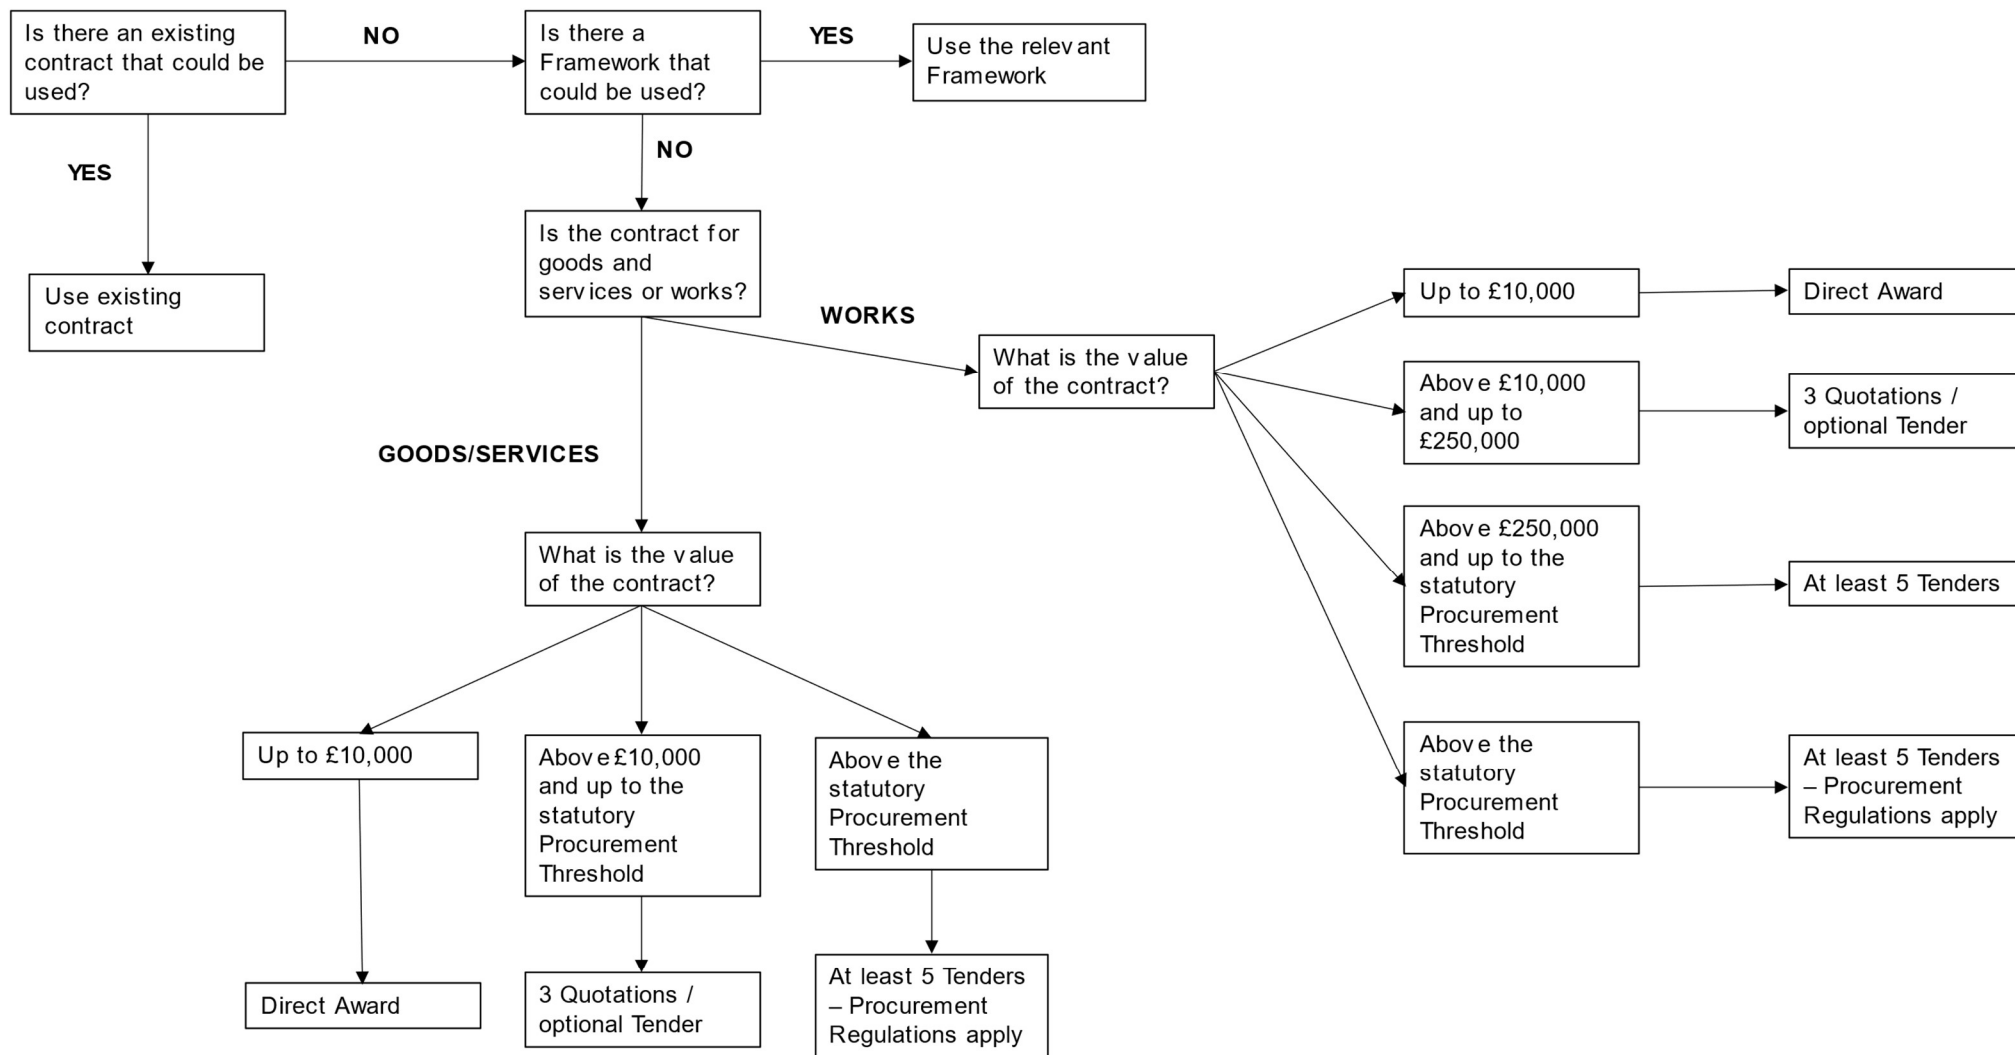 Is there an existing
contract that could be
used?
NO
Is there a
Framework that
could be used?
YES
Use the relevant
Framework
YES
NO
Use existing
contract
Is the contract for
goods and
services or works?
WORKS
What is the value
of the contract?
Up to £10,000
Direct Award
Above £10,000
and up to
£250,000
3 Quotations /
optional Tender
Above £250,000
and up to the
statutory
Procurement
Threshold
At least 5 Tenders
Above the
statutory
Procurement
Threshold
At least 5 Tenders
– Procurement
Regulations apply
GOODS/SERVICES
What is the value
of the contract?
Up to £10,000
Direct Award
Above £10,000
and up to the
statutory
Procurement
Threshold
3 Quotations /
optional Tender
Above the
statutory
Procurement
Threshold
At least 5 Tenders
– Procurement
Regulations apply